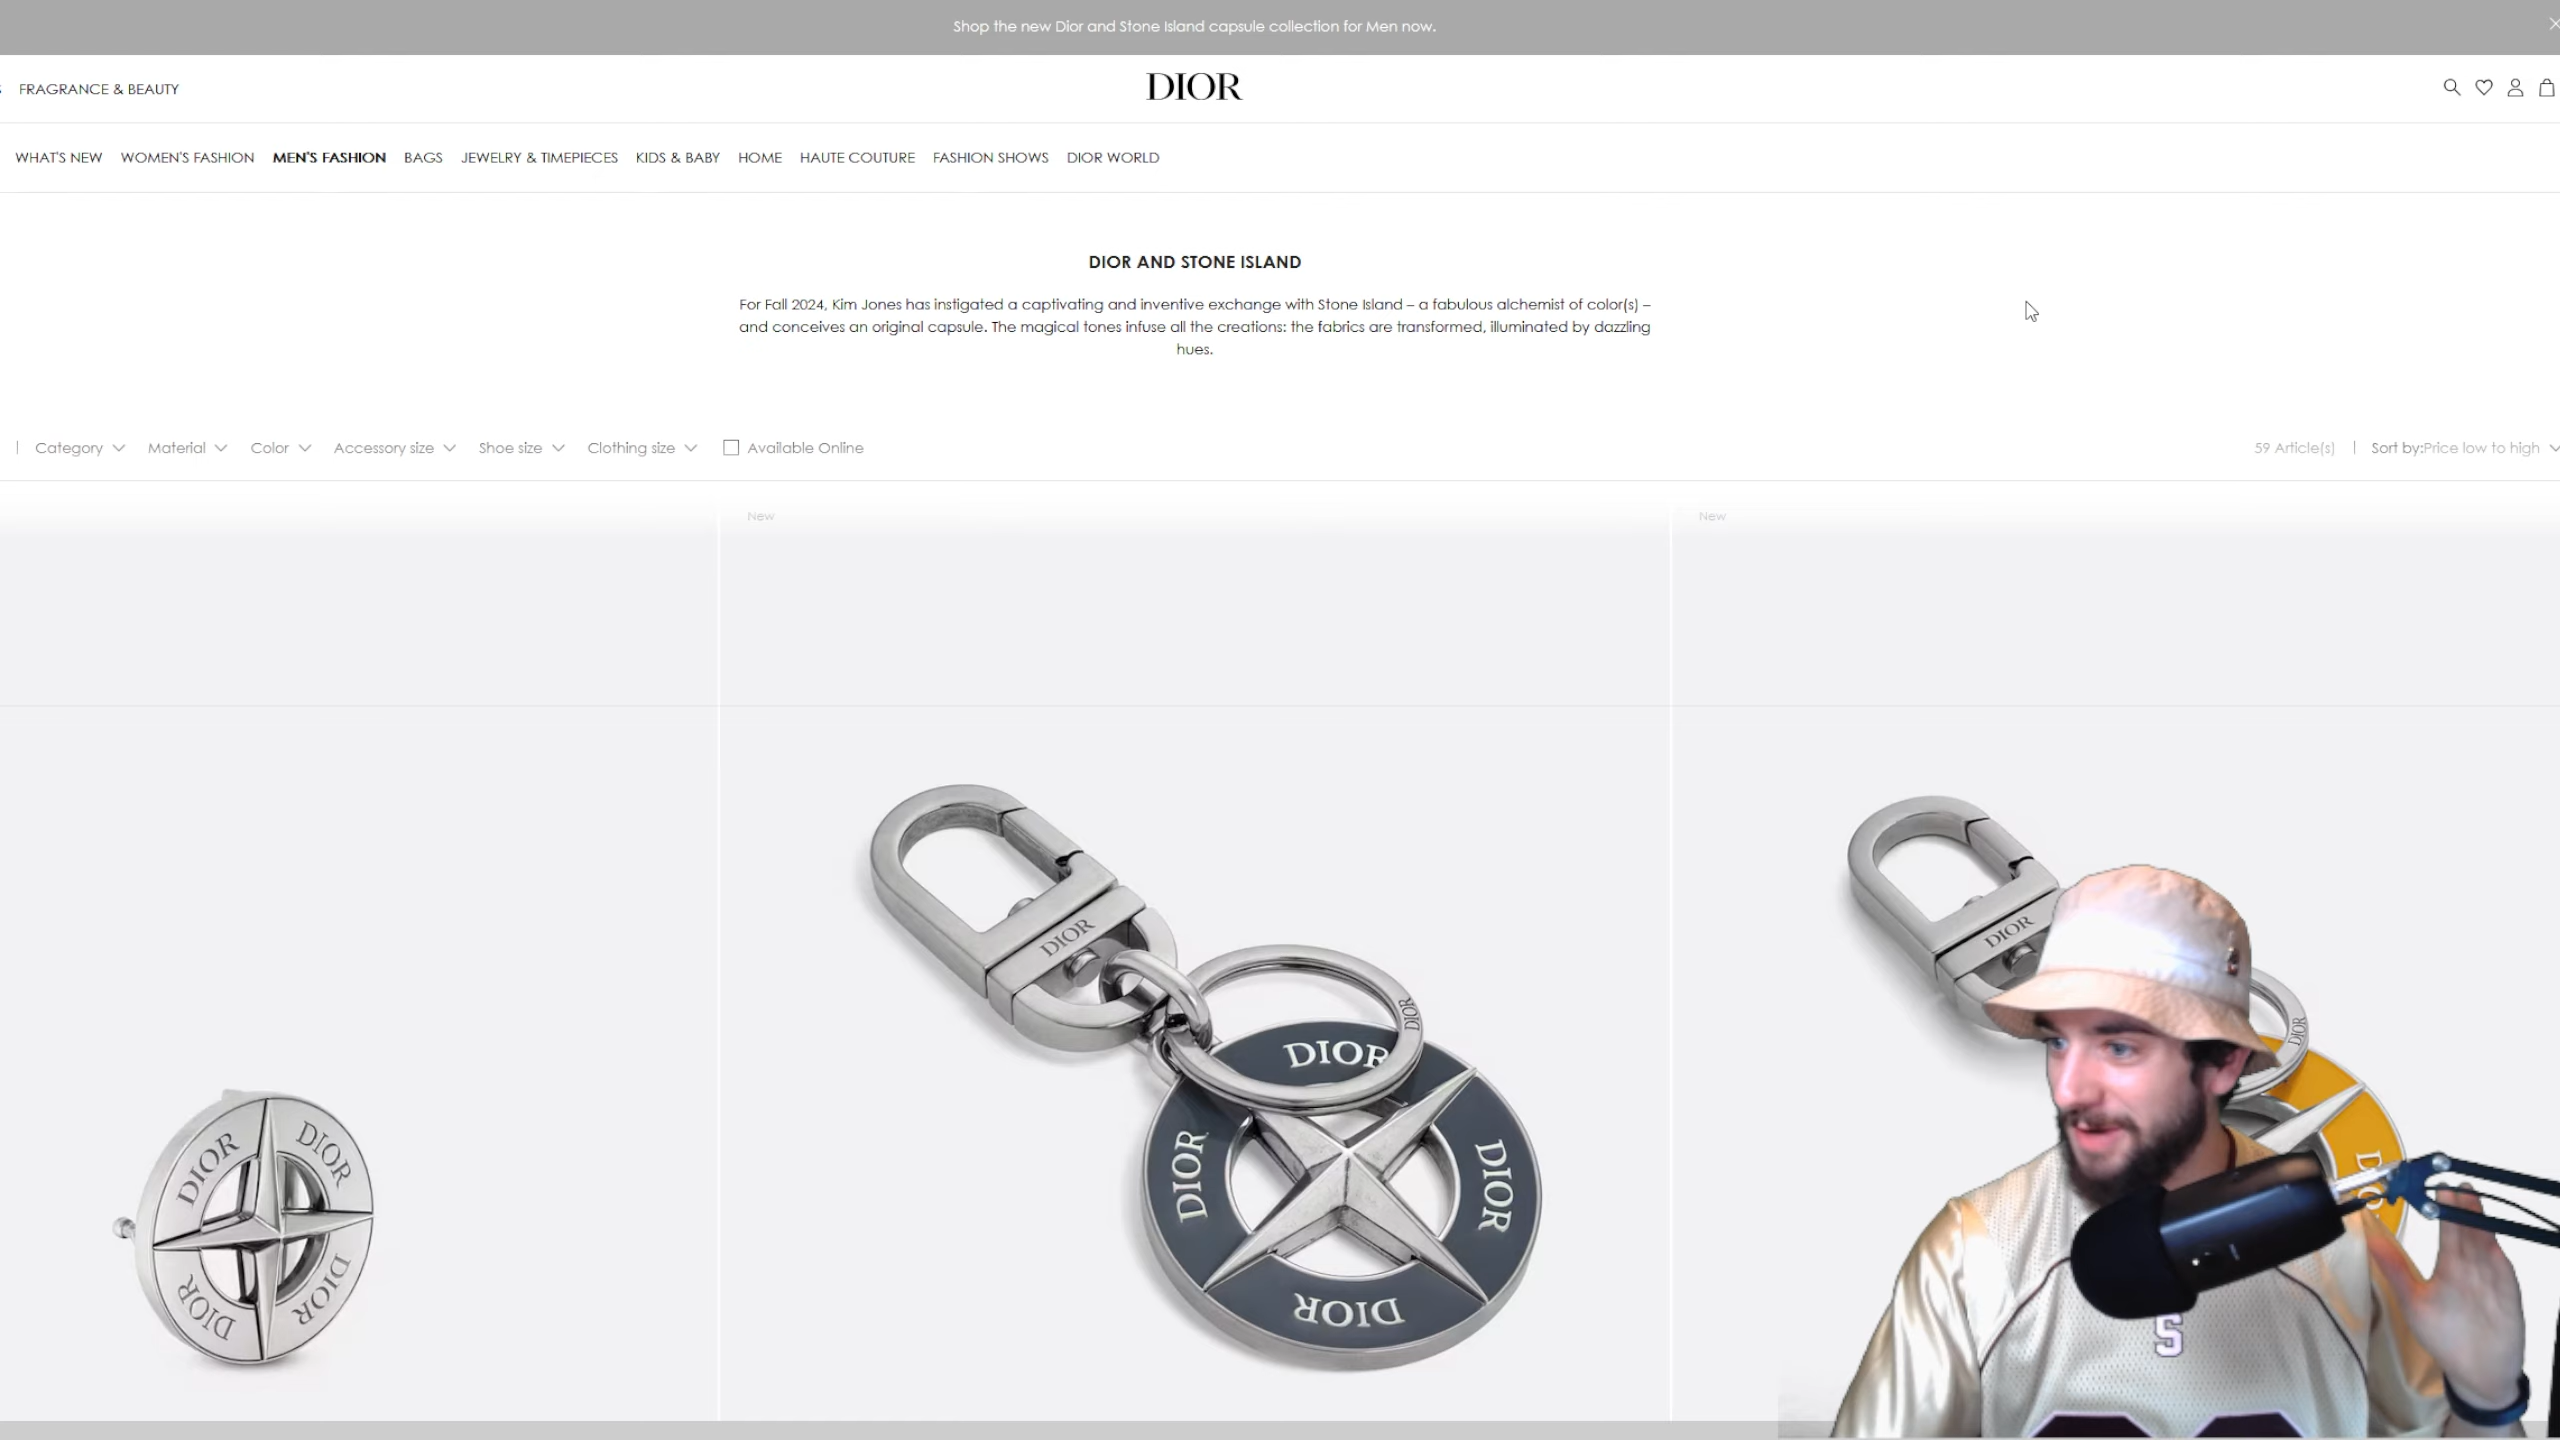 Shop the new Dior and Stone Island capsule collection for Men now.
FRAGRANCE & BEAUTY
DIOR
WHAT'S NEW WOMEN'S FASHION MEN'S FASHION BAGS JEWELRY & TIMEPIECES KIDS & BABY HOME HAUTE COUTURE FASHION SHOWS DIOR WORLD
DIOR AND STONE ISLAND
For Fall 2024, Kim Jones has instigated a captivating and inventive exchange with Stone Island – a fabulous alchemist of color(s) –
and conceives an original capsule. The magical tones infuse all the creations: the fabrics are transformed, illuminated by dazzling
hues.
| Category Material Color Accessory size Shoe size Clothing size Available Online 59 Article(s) | Sort by:Price low to high
New
New
DIOR
DIOR
DIOR
DIOR
DIOR
DIOR
DIOR
DIOR
DIOR
DIOR
DIOR
DIOR
S